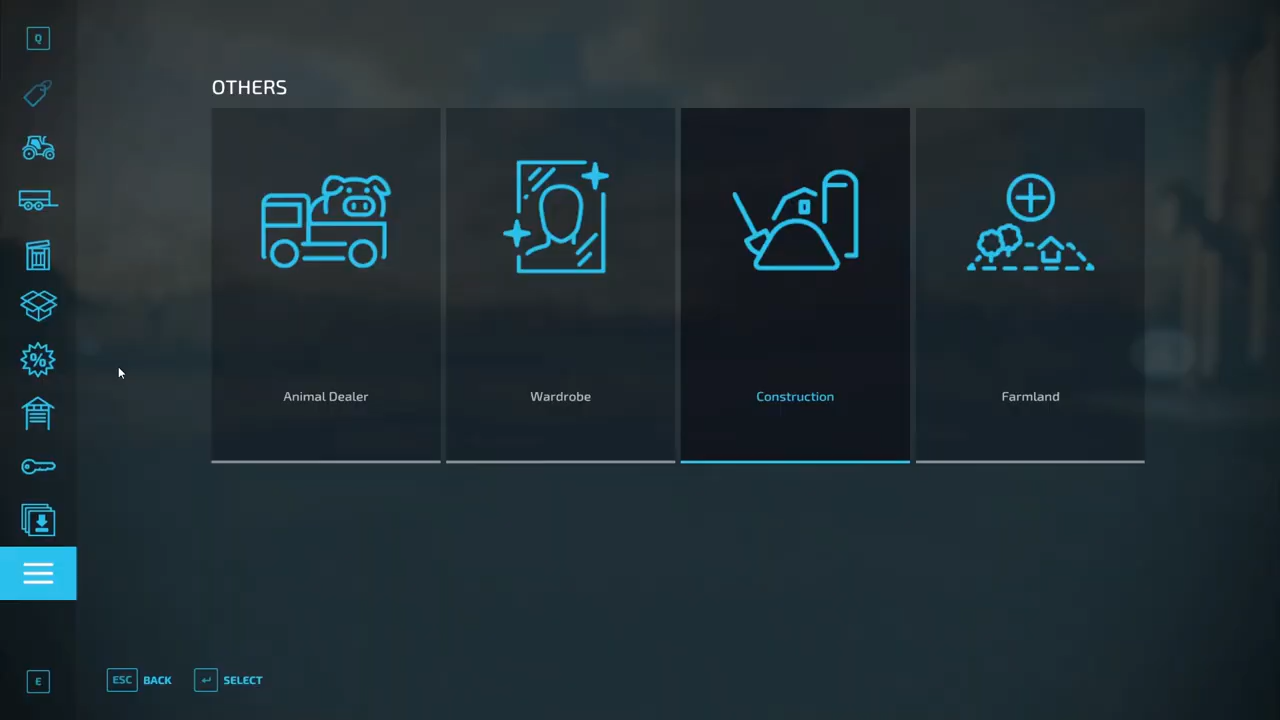 Q
OTHERS
%
Animal Dealer
Wardrobe
Construction
Farmland
E
ESC BACK
SELECT